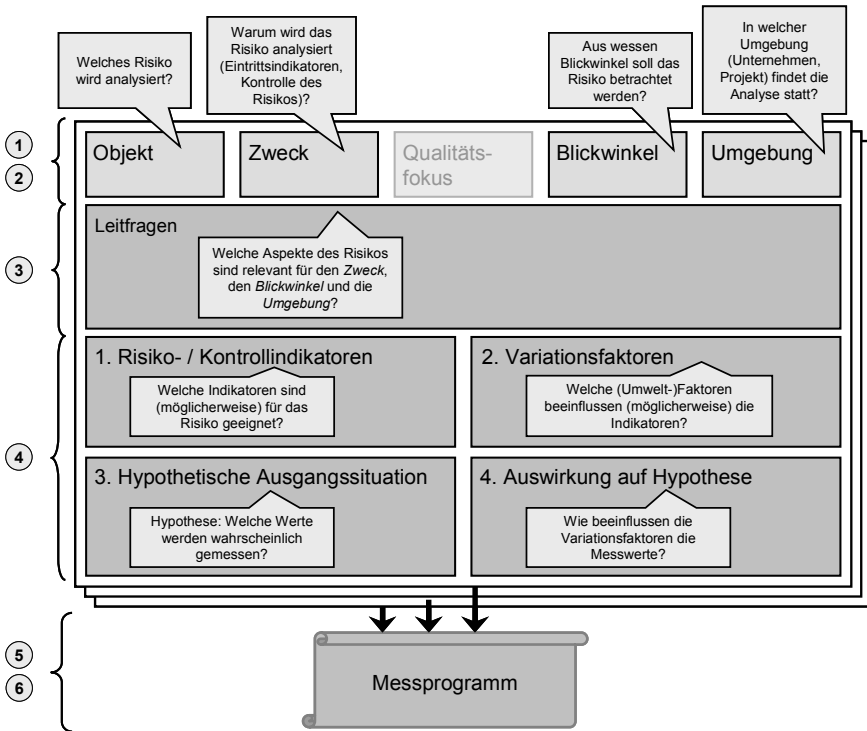 Welches Risiko
wird analysiert?
Warum wird das
Risiko analysiert
(Eintrittsindikatoren,
Kontrolle des
Risikos)?
Aus wessen
Blickwinkel soll das
Risiko betrachtet
werden?
In welcher
Umgebung
(Unternehmen,
Projekt) findet die
Analyse statt?
1
2
Objekt
Zweck
Qualitäts-
fokus
Blickwinkel
Umgebung
3
Leitfragen
Welche Aspekte des Risikos
sind relevant für den Zweck,
den Blickwinkel und die
Umgebung?
4
1. Risiko- / Kontrollindikatoren
Welche Indikatoren sind
(möglicherweise) für das
Risiko geeignet?
2. Variationsfaktoren
Welche (Umwelt-)Faktoren
beeinflussen (möglicherweise) die
Indikatoren?
3. Hypothetische Ausgangssituation
Hypothese: Welche Werte
werden wahrscheinlich
gemessen?
4. Auswirkung auf Hypothese
Wie beeinflussen die
Variationsfaktoren die
Messwerte?
5
6
Messprogramm